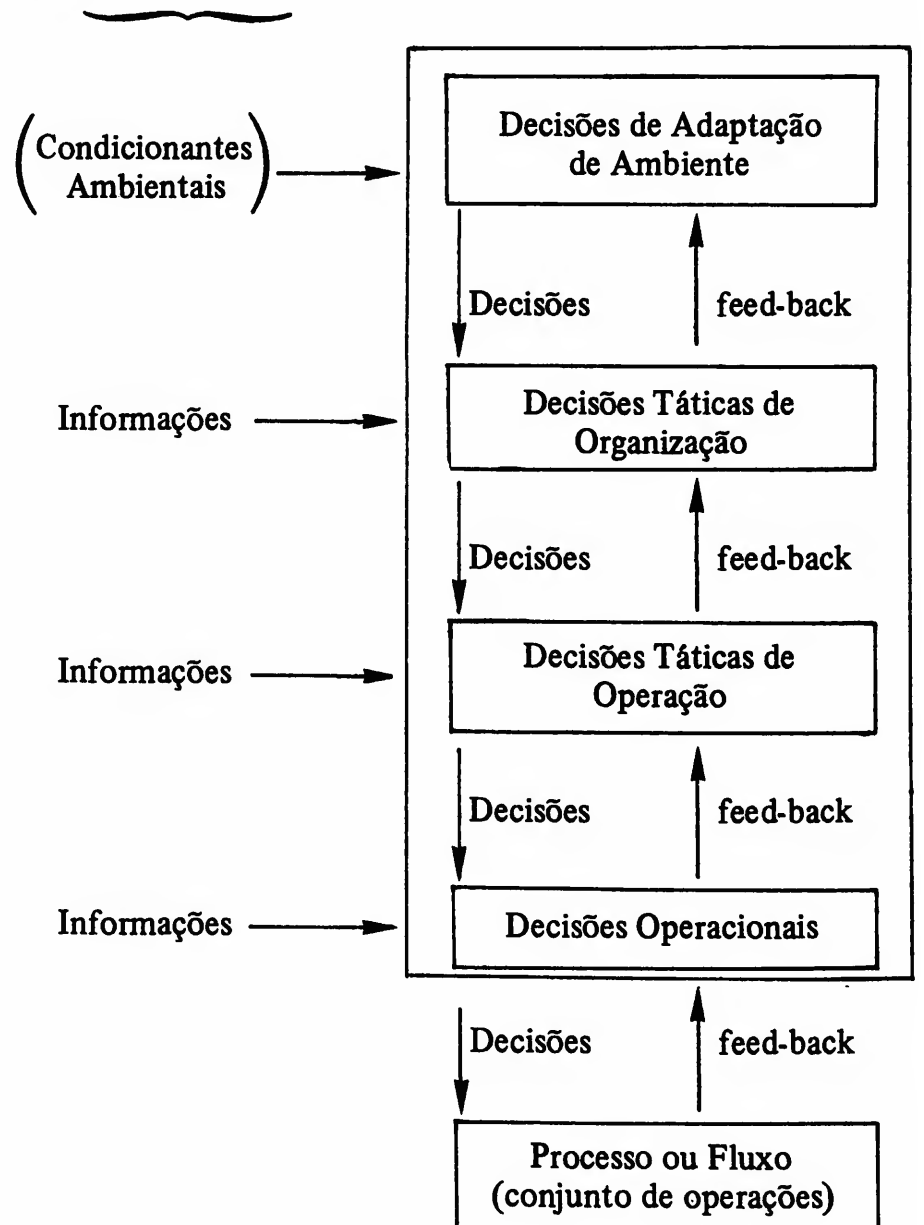 Decisões de Adaptação
de Ambiente
(Condicionantes
Ambientais)
Decisões
feed-back
Informações
Decisões Táticas de
Organização
Decisões
feed-back
Informações
Decisões Táticas de
Operação
Decisões
feed-back
Informações
Decisões Operacionais
Decisões
feed-back
Processo ou Fluxo
(conjunto de operações)